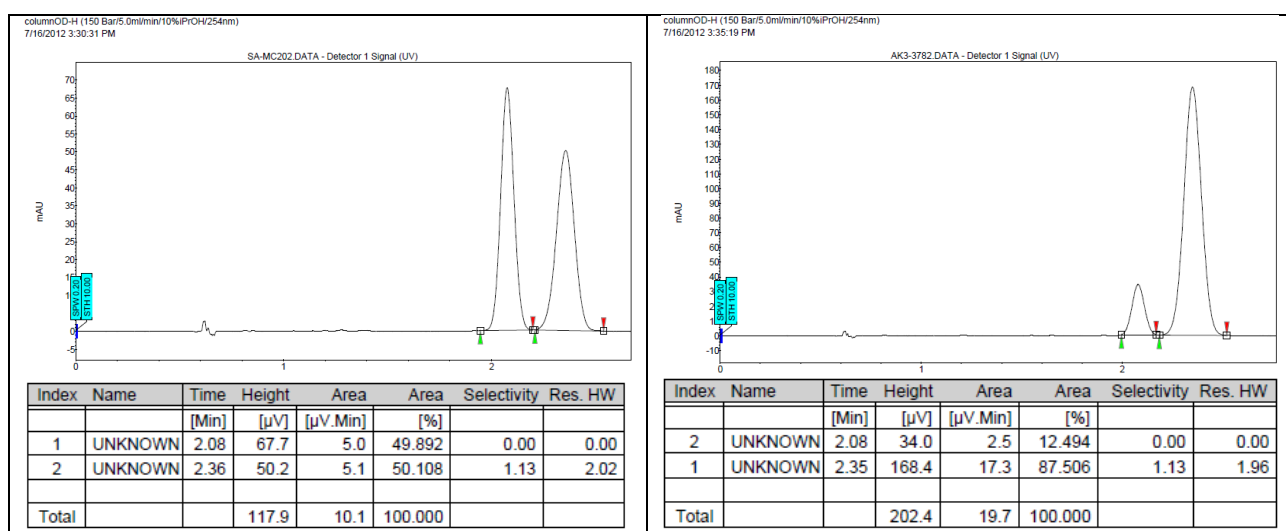 columnOD-H (150 Bar/5.0ml/min/10%iPrOH/254nm)
7/16/2012 3:30:31 PM
SA-MC202.DATA - Detector 1 Signal (UV)
70
65
60
55
50
45
40
35
30
25
20
15
10
5
0
-5
mAU
SPW 0.20
STH 10.00
0
1
2
Index Name Time Height Area Area Selectivity Res. HW
[Min] [µV] [µV.Min] [%]
1 UNKNOWN 2.08 67.7 5.0 49.892 0.00 0.00
2 UNKNOWN 2.36 50.2 5.1 50.108 1.13 2.02
Total 117.9 10.1 100.000
columnOD-H (150 Bar/5.0ml/min/10%iPrOH/254nm)
7/16/2012 3:35:19 PM
AK3-3782.DATA - Detector 1 Signal (UV)
180
170
160
150
140
130
120
110
100
90
80
70
60
50
40
30
20
10
0
-10
mAU
SPW 0.20
STH 10.00
0
1
2
Index Name Time Height Area Area Selectivity Res. HW
[Min] [µV] [µV.Min] [%]
2 UNKNOWN 2.08 34.0 2.5 12.494 0.00 0.00
1 UNKNOWN 2.35 168.4 17.3 87.506 1.13 1.96
Total 202.4 19.7 100.000